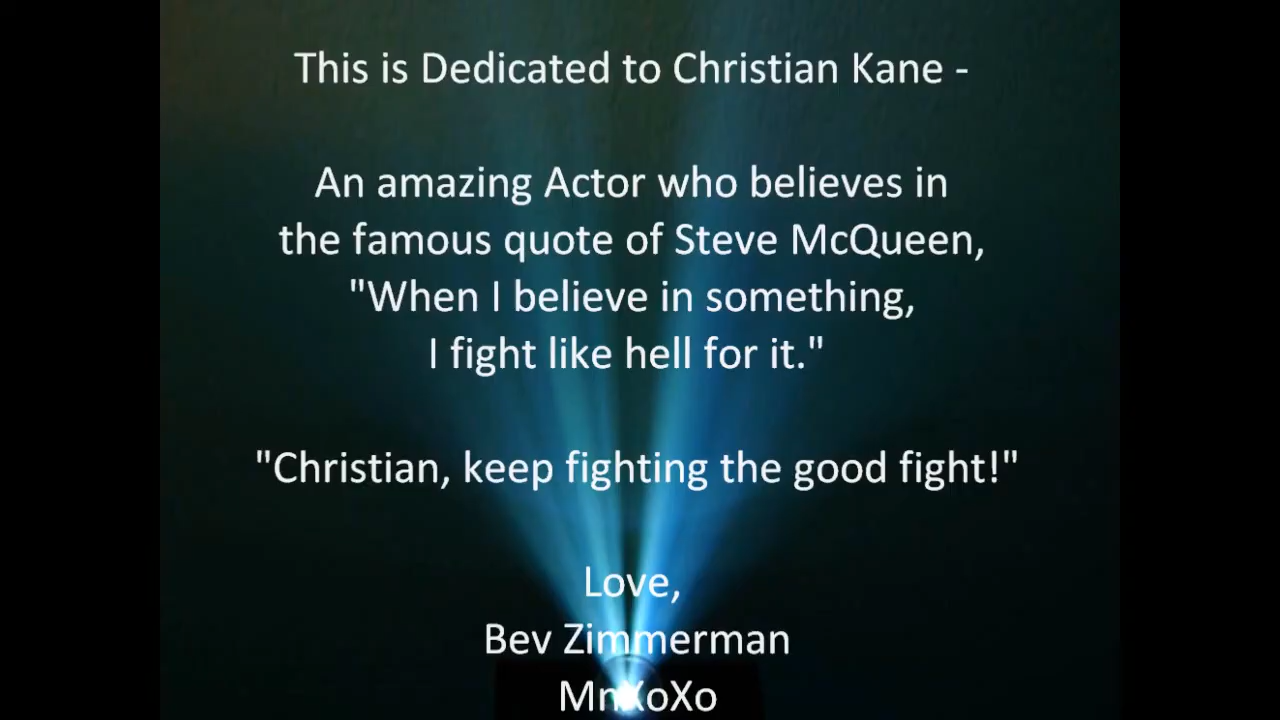 This is Dedicated to Christian Kane -
An amazing Actor who believes in
the famous quote of Steve McQueen,
"When I believe in something,
I fight like hell for it."
"Christian, keep fighting the good fight!"
Love,
Bev Zimmerman
MnXoXo